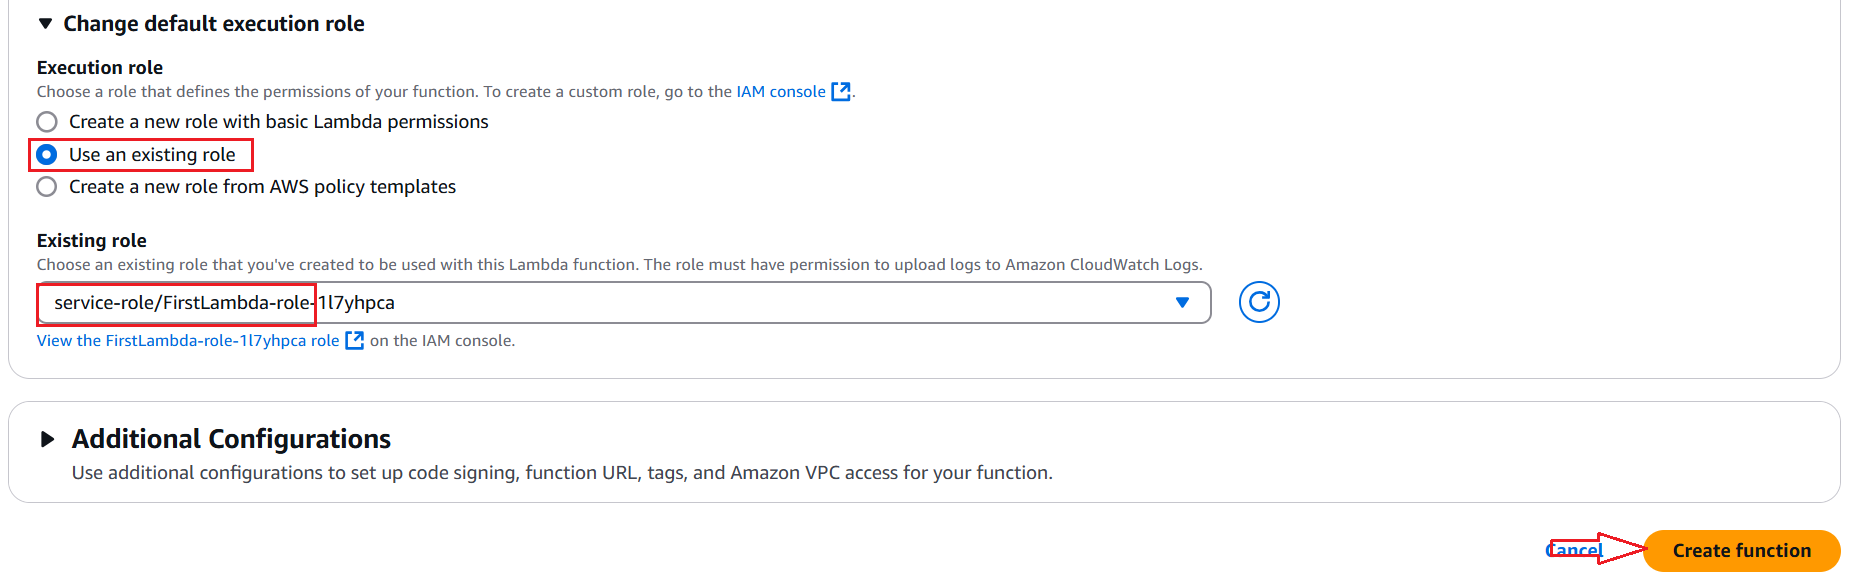 Change default execution role
Execution role
Choose a role that defines the permissions of your function. To create a custom role, go to the IAM console.
Create a new role with basic Lambda permissions
Use an existing role
Create a new role from AWS policy templates
Existing role
Choose an existing role that you've created to be used with this Lambda function. The role must have permission to upload logs to Amazon CloudWatch Logs.
service-role/FirstLambda-role-1l7yhpca
View the FirstLambda-role-1l7yhpca role on the IAM console.
Additional Configurations
Use additional configurations to set up code signing, function URL, tags, and Amazon VPC access for your function.
Cancel Create function